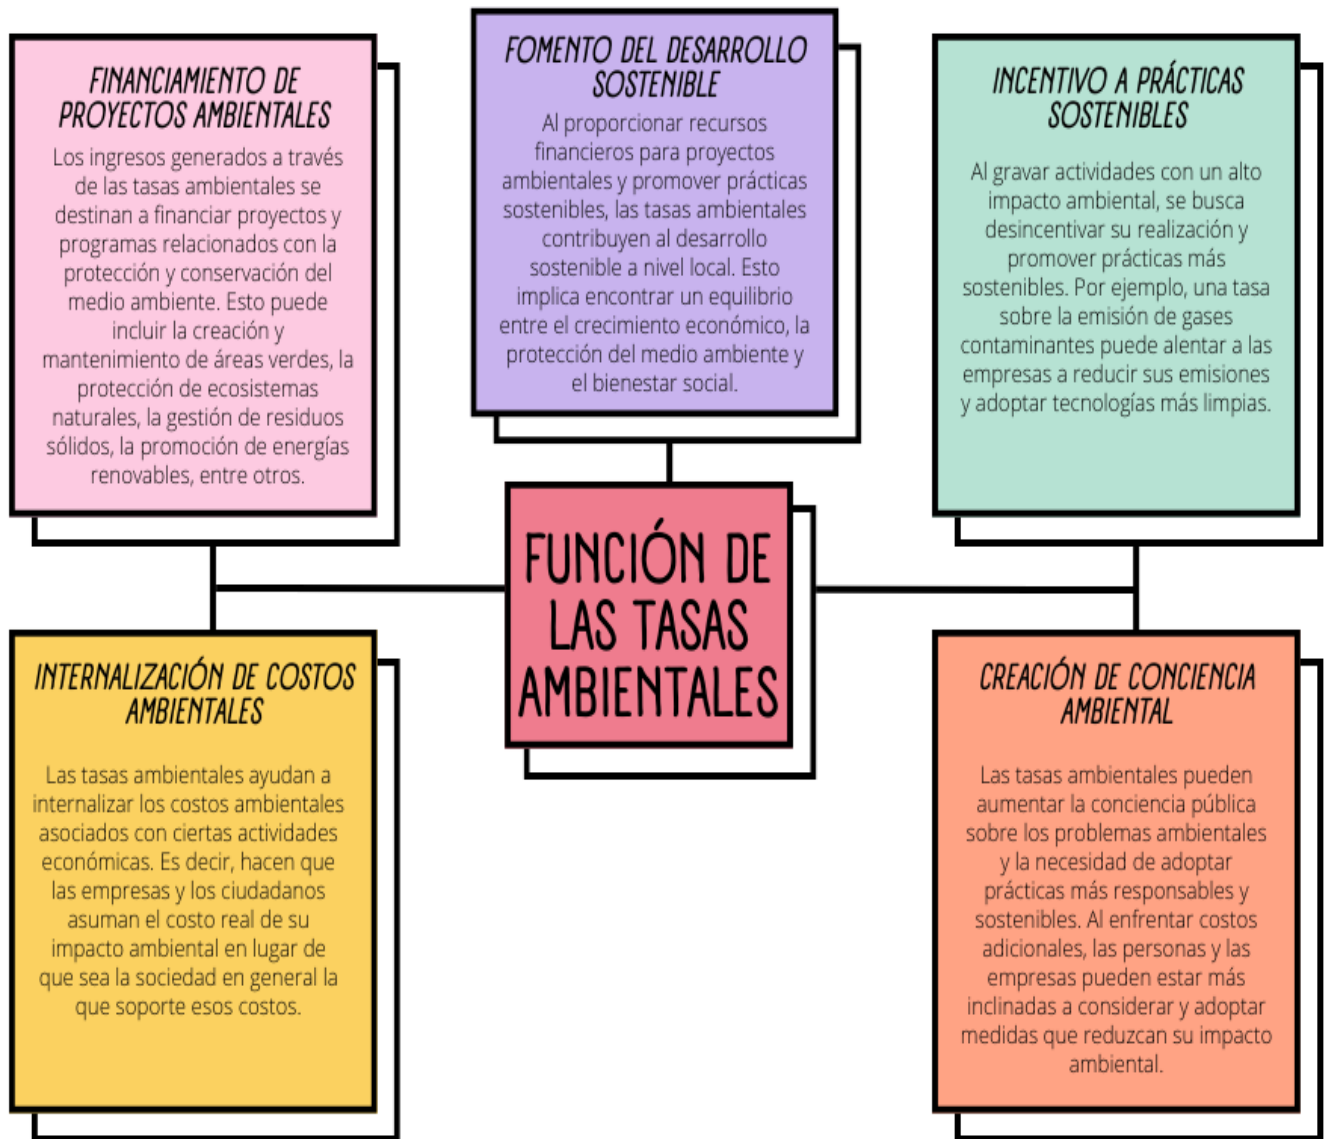 FINANCIAMIENTO DE
PROYECTOS AMBIENTALES
Los ingresos generados a través
de las tasas ambientales se
destinan a financiar proyectos y
programas relacionados con la
protección y conservación del
medio ambiente. Esto puede
incluir la creación y
mantenimiento de áreas verdes, la
protección de ecosistemas
naturales, la gestión de residuos
sólidos, la promoción de energías
renovables, entre otros.
FOMENTO DEL DESARROLLO
SOSTENIBLE
Al proporcionar recursos
financieros para proyectos
ambientales y promover prácticas
sostenibles, las tasas ambientales
contribuyen al desarrollo
sostenible a nivel local. Esto
implica encontrar un equilibrio
entre el crecimiento económico, la
protección del medio ambiente y
el bienestar social.
INCENTIVO A PRÁCTICAS
SOSTENIBLES
Al gravar actividades con un alto
impacto ambiental, se busca
desincentivar su realización y
promover prácticas más
sostenibles. Por ejemplo, una tasa
sobre la emisión de gases
contaminantes puede alentar a las
empresas a reducir sus emisiones
y adoptar tecnologías más limpias.
FUNCIÓN DE
LAS TASAS
AMBIENTALES
INTERNALIZACIÓN DE COSTOS
AMBIENTALES
Las tasas ambientales ayudan a
internalizar los costos ambientales
asociados con ciertas actividades
económicas. Es decir, hacen que
las empresas y los ciudadanos
asuman el costo real de su
impacto ambiental en lugar de
que sea la sociedad en general la
que soporte esos costos.
CREACIÓN DE CONCIENCIA
AMBIENTAL
Las tasas ambientales pueden
aumentar la conciencia pública
sobre los problemas ambientales
y la necesidad de adoptar
prácticas más responsables y
sostenibles. Al enfrentar costos
adicionales, las personas y las
empresas pueden estar más
inclinadas a considerar y adoptar
medidas que reduzcan su impacto
ambiental.